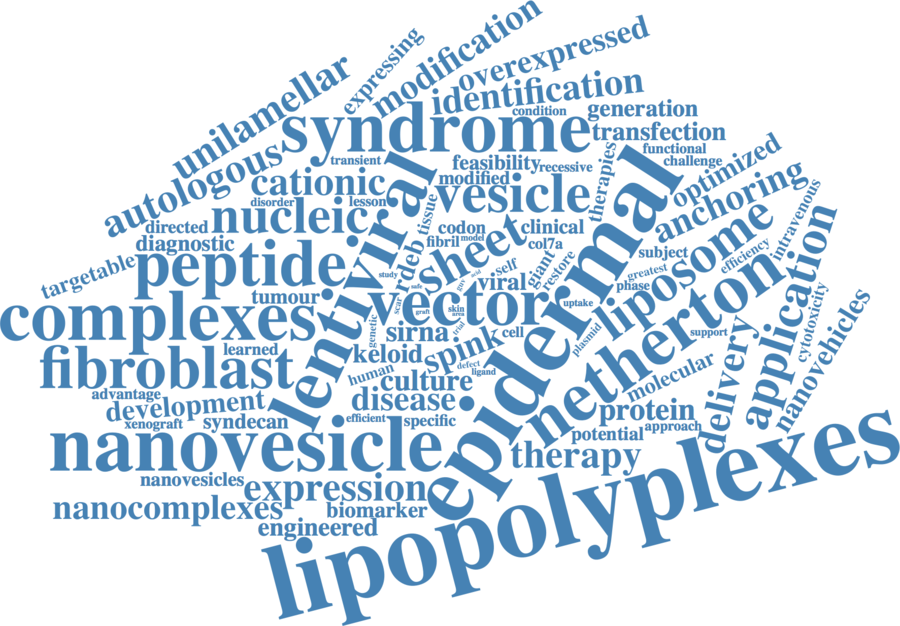 modification
expressing
overexpressed
unilamellar
identification
condition
generation
syndrome
transfection
functional
challenge
autologous
transient
feasibility
recessive
therapies
optimized
cationic
modified
lentiviral
vesicle
anchoring
disorder
lesson
tissue
nucleic
codon
clinical
directed
fibril
model
col7a
diagnostic
rdeb
sheet
epidermal
intravenous
subject
liposome
efficiency
targetable
peptide
study
self
giant
restore
viral
wid
guv
safe
greatest
phase
tumour
vector
uptake
netherton
application
scar
graft
skin
area
complexes
sirna
trial
cell
plasmid
support
cytotoxicity
nanovehicles
genetic
learned
keloid
spink
defect
ligand
fibroblast
human
culture
molecular
delivery
advantage
disease
development
efficient
specific
protein
approach
xenograft
syndecan
potential
nanovesicle
therapy
nanovesicles
expression
nanocomplexes
biomarker
engineered
lipopolyplexes